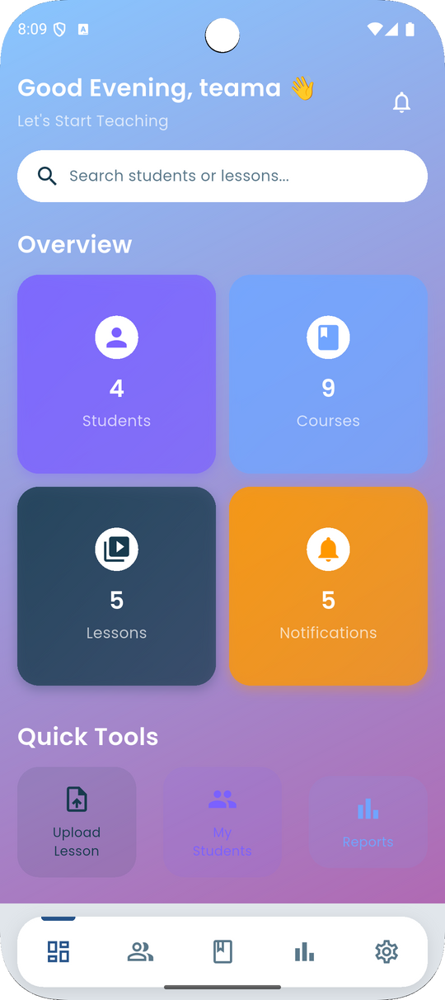 8:09
A
Good Evening, teama 👋
Let's Start Teaching
Search students or lessons...
Overview
4
Students
9
Courses
5
Lessons
5
Notifications
Quick Tools
Upload
Lesson
My
Students
Reports